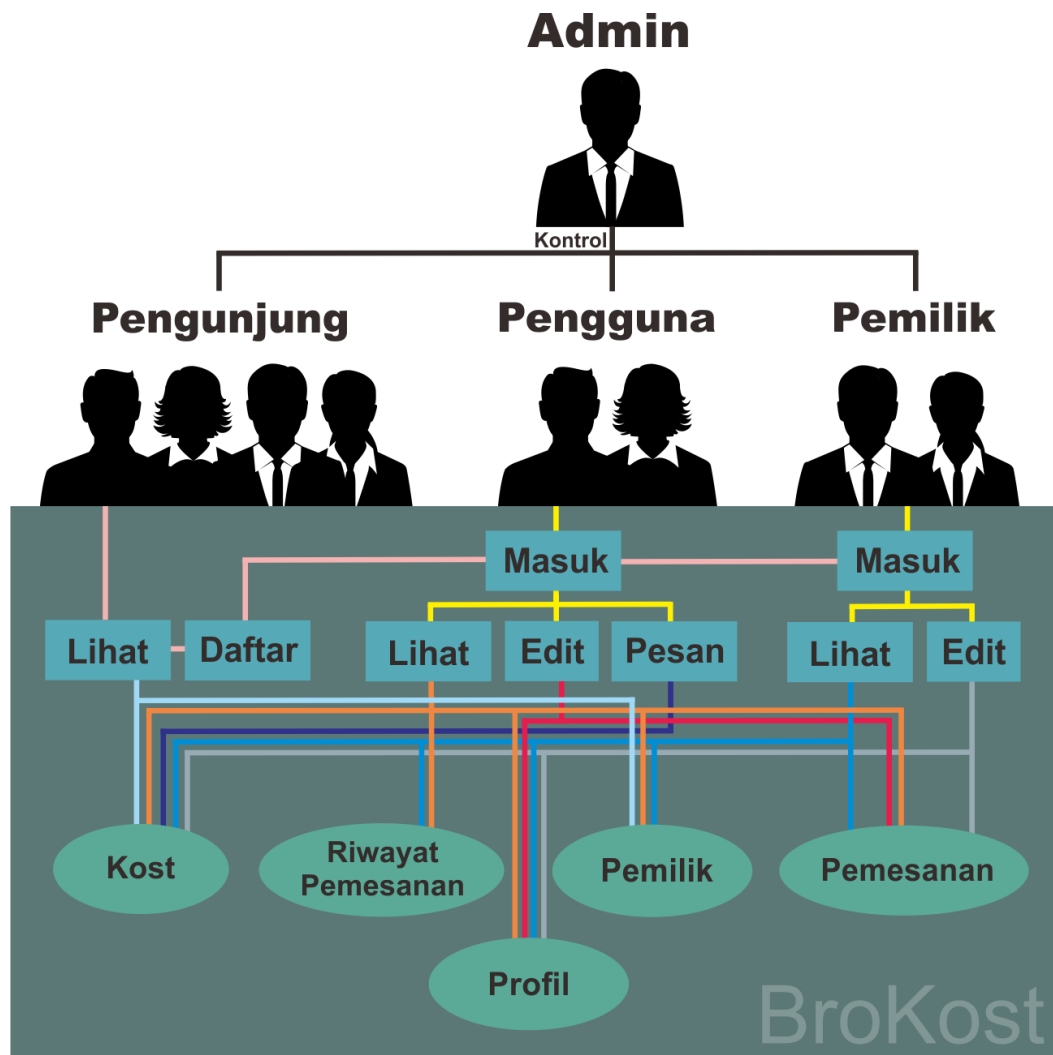 Admin
Kontrol
Pengunjung
Pengguna
Pemilik
Masuk
Masuk
Lihat
Daftar
Lihat
Edit
Pesan
Lihat
Edit
Kost
Riwayat
Pemesanan
Pemilik
Pemesanan
Profil
BroKost